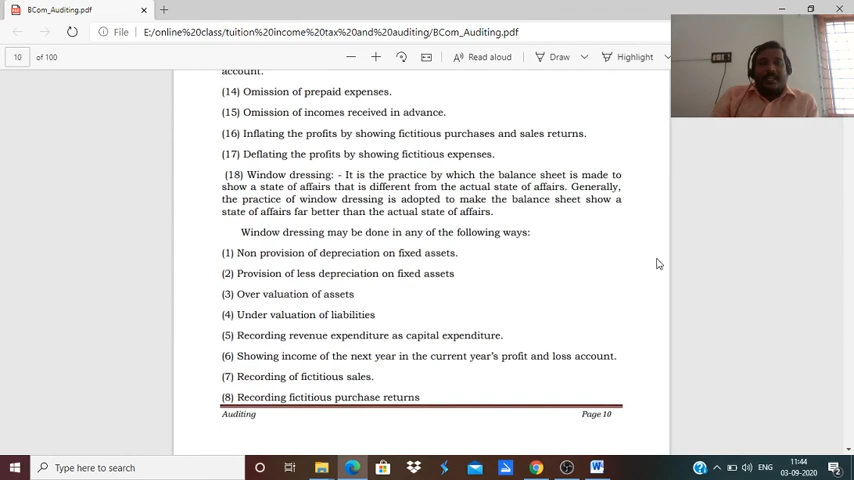 BCom_Auditing.pdf
File
E:/online%20class/tuition%20income%20tax%20and%20auditing/BCom_Auditing.pdf
10 of 100
Read aloud
Draw
Highlight
account.
(14) Omission of prepaid expenses.
(15) Omission of incomes received in advance.
(16) Inflating the profits by showing fictitious purchases and sales returns.
(17) Deflating the profits by showing fictitious expenses.
(18) Window dressing: - It is the practice by which the balance sheet is made to
show a state of affairs that is different from the actual state of affairs. Generally,
the practice of window dressing is adopted to make the balance sheet show a
state of affairs far better than the actual state of affairs.
Window dressing may be done in any of the following ways:
(1) Non provision of depreciation on fixed assets.
(2) Provision of less depreciation on fixed assets
(3) Over valuation of assets
(4) Under valuation of liabilities
(5) Recording revenue expenditure as capital expenditure.
(6) Showing income of the next year in the current year's profit and loss account.
(7) Recording of fictitious sales.
(8) Recording fictitious purchase returns
Auditing Page 10
Type here to search
ENG
11:44
03-09-2020
2